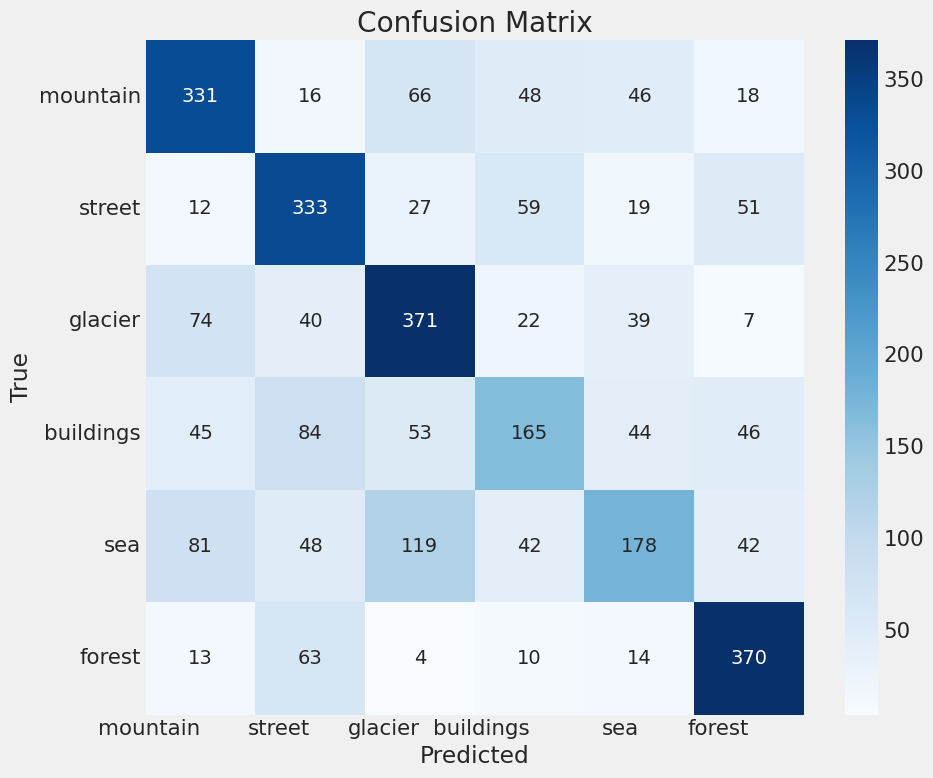 Confusion Matrix
mountain 331 16 66 48 46 18
street 12 333 27 59 19 51
glacier 74 40 371 22 39 7
buildings 45 84 53 165 44 46
sea 81 48 119 42 178 42
forest 13 63 4 10 14 370
mountain street glacier buildings sea forest
Predicted
True
350
300
250
200
150
100
50